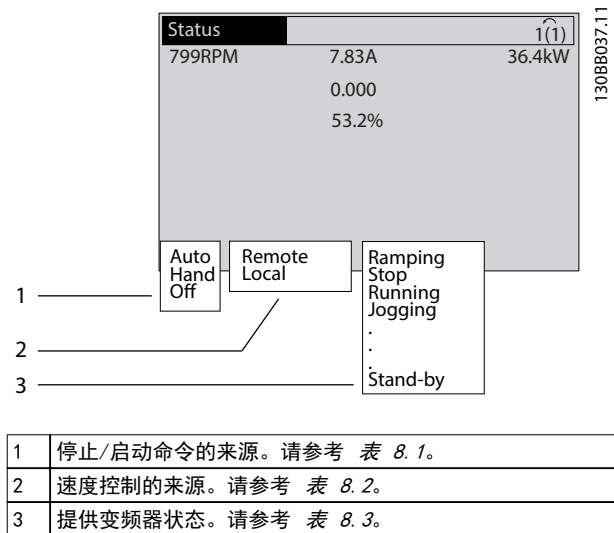 Status 1(1)
799RPM 7.83A 36.4kW
0.000
53.2%
130BB037.11
Auto
Hand
Off
Remote
Local
Ramping
Stop
Running
Jogging
.
.
.
Stand-by
1
2
3
1 停止/启动命令的来源。请参考 表 8.1。
2 速度控制的来源。请参考 表 8.2。
3 提供变频器状态。请参考 表 8.3。